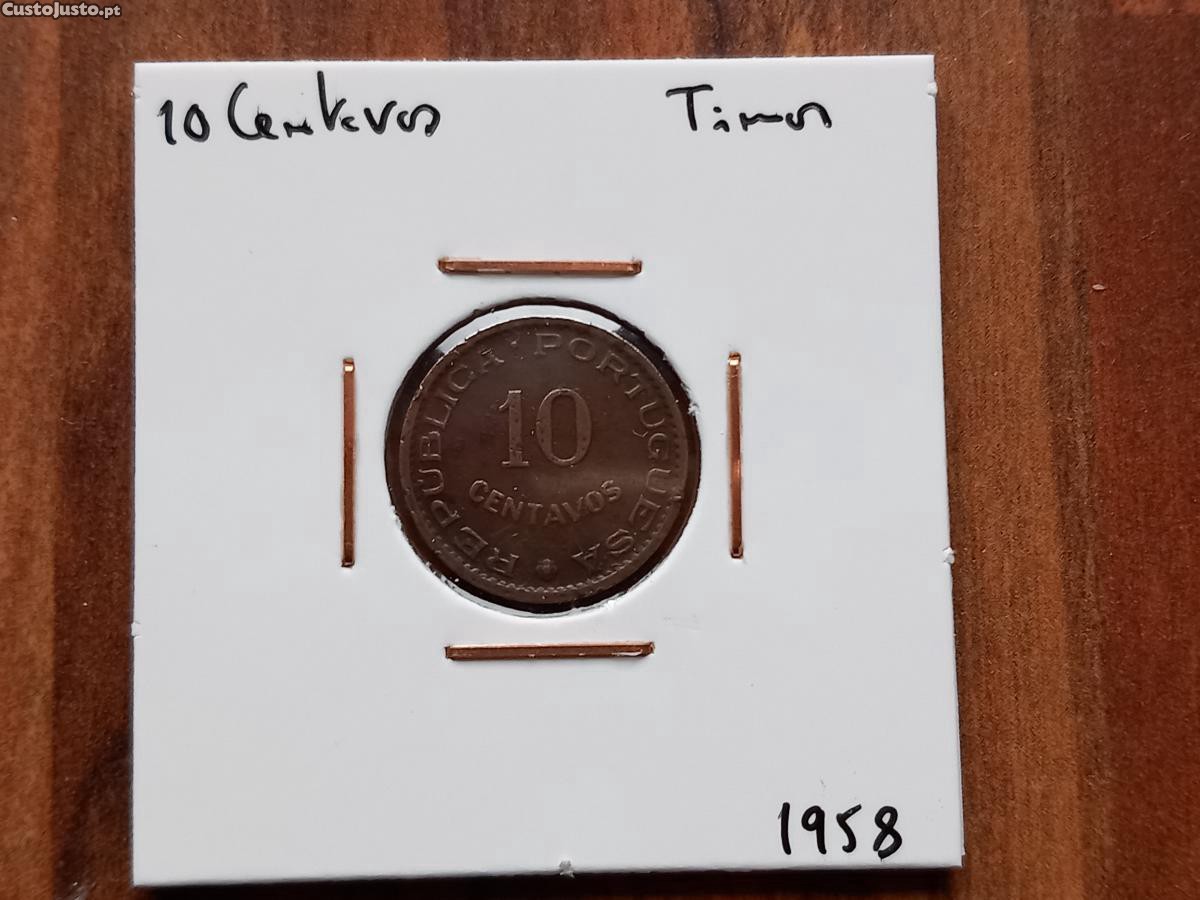 CustoJusto.pt
10 Centavos
Timor
REPUBLICA PORTUGUESA
10
CENTAVOS
1958